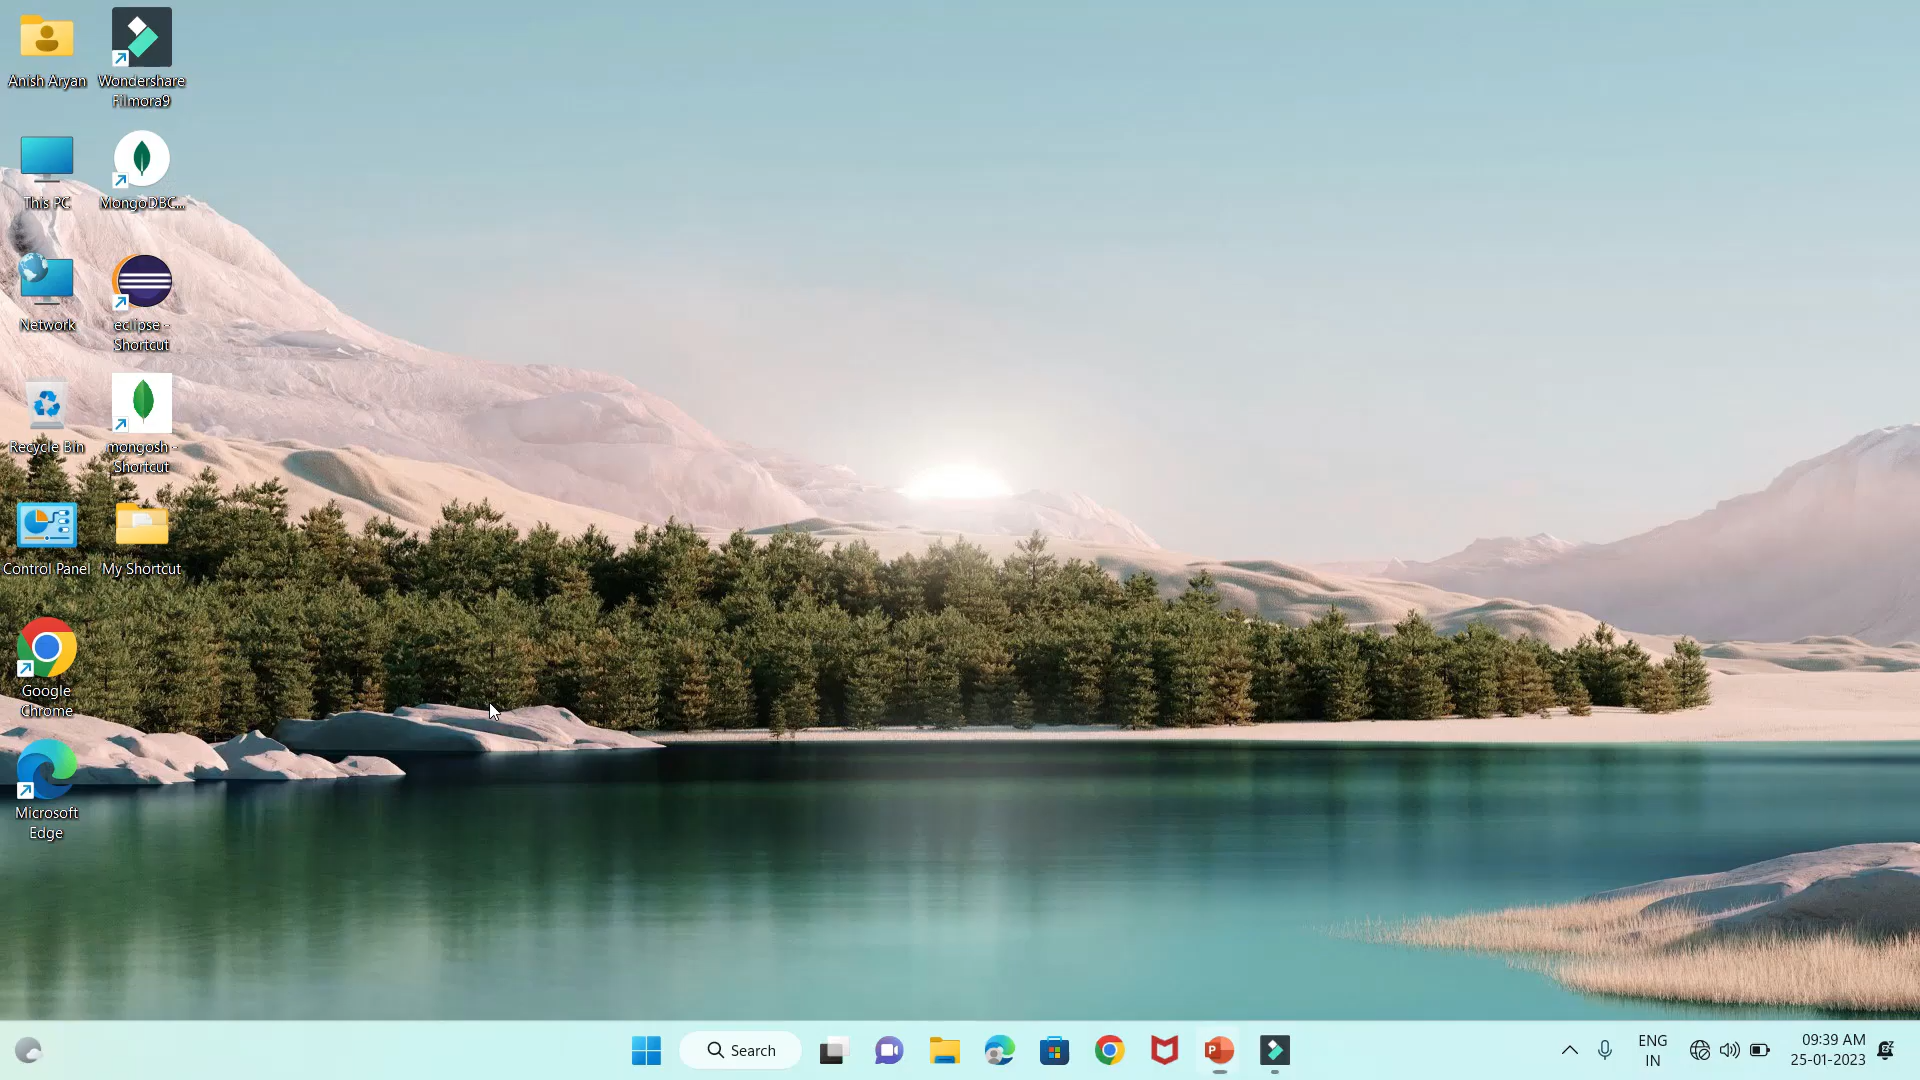 Anish Aryan
Wondershare
Filmora9
This PC
MongoDBC...
Network
eclipse -
Shortcut
Recycle Bin
mongosh -
Shortcut
Control Panel
My Shortcut
Google
Chrome
Microsoft
Edge
Search
P
ENG
IN
09:39 AM
25-01-2023